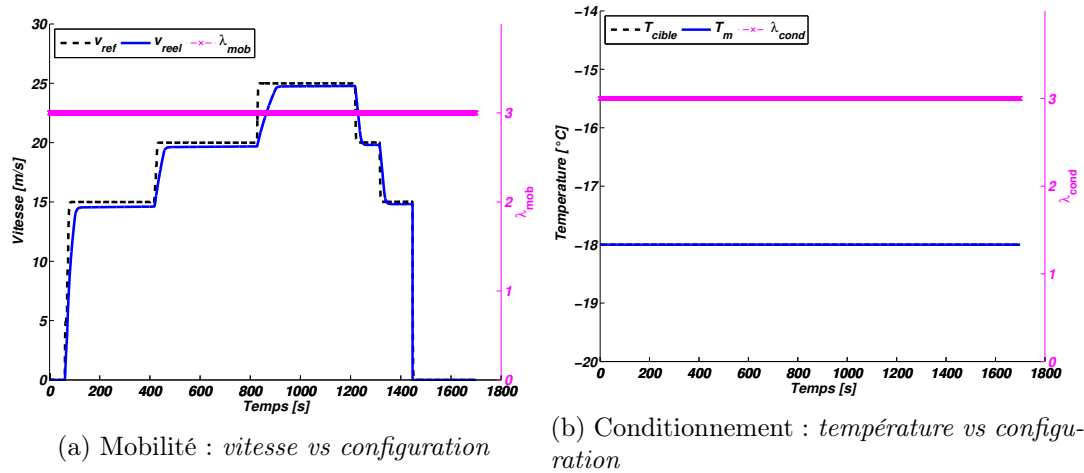 v_ref v_reel λ_mob
30
25
20
15
10
5
0
Vitesse [m/s]
0 200 400 600 800 1000 1200 1400 1600 1800
Temps [s]
3
2
1
0
λ_mob
(a) Mobilité : vitesse vs configuration
T_cible T_m λ_cond
−14
−15
−16
−17
−18
−19
−20
Temperature [°C]
0 200 400 600 800 1000 1200 1400 1600 1800
Temps [s]
3
2
1
0
λ_cond
(b) Conditionnement : température vs configu-
ration